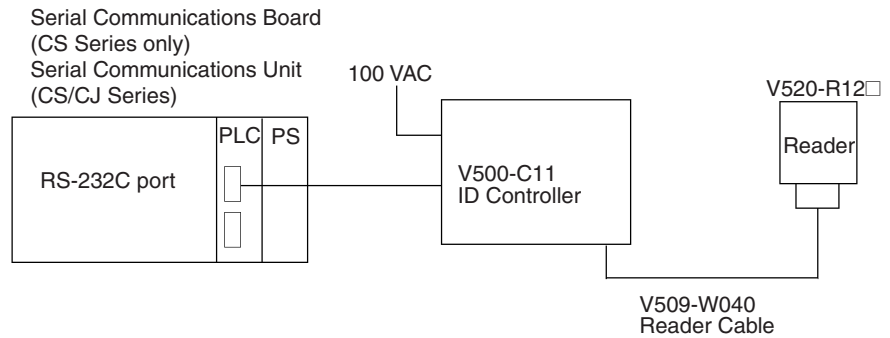 Serial Communications Board
(CS Series only)
Serial Communications Unit
(CS/CJ Series)
100 VAC
V520-R12□
PLC PS
Reader
RS-232C port
V500-C11
ID Controller
V509-W040
Reader Cable